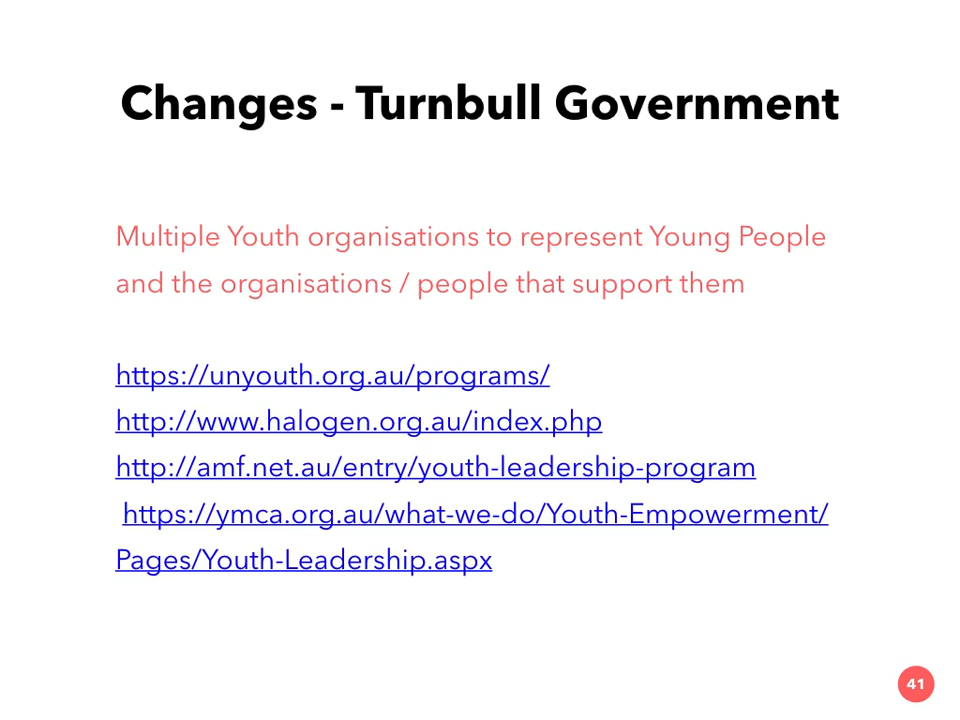 Changes - Turnbull Government
Multiple Youth organisations to represent Young People
and the organisations / people that support them
https://unyouth.org.au/programs/
http://www.halogen.org.au/index.php
http://amf.net.au/entry/youth-leadership-program
https://ymca.org.au/what-we-do/Youth-Empowerment/
Pages/Youth-Leadership.aspx
41